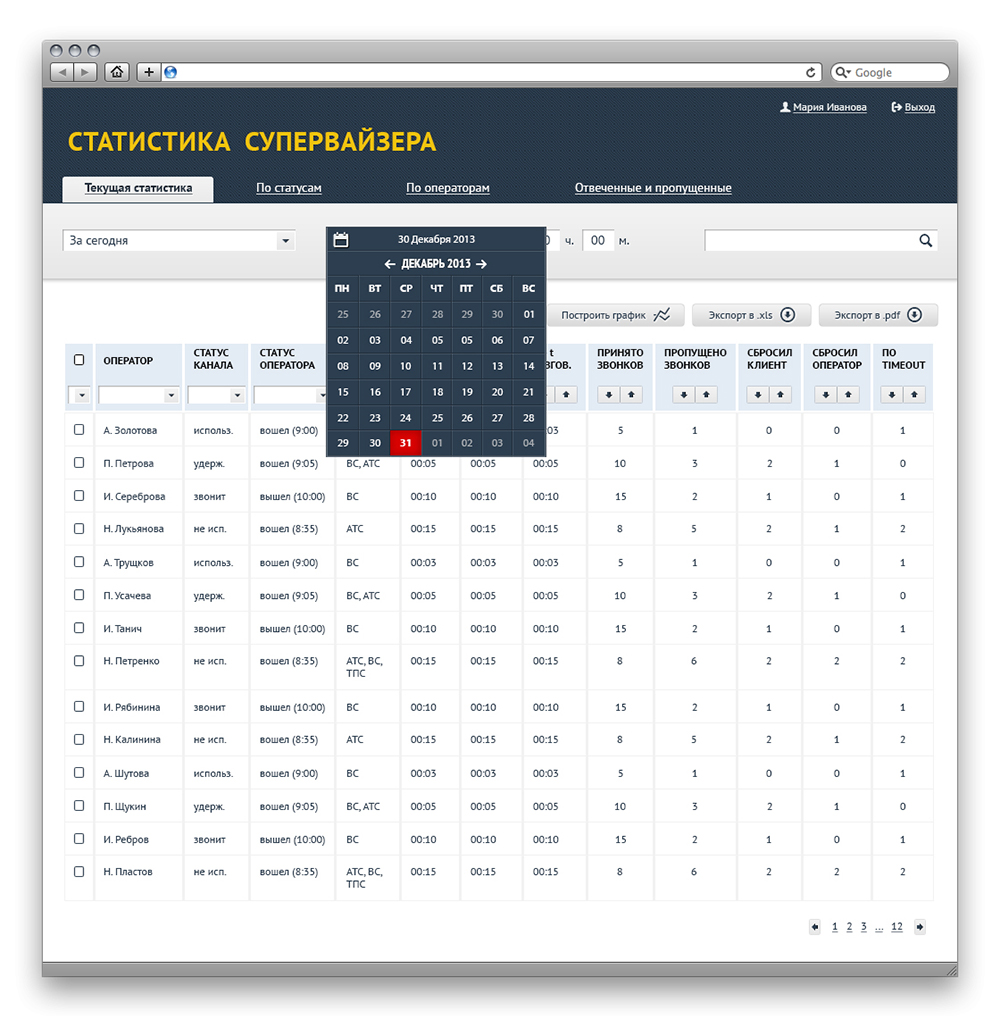 Google
Мария Иванова Выход
СТАТИСТИКА СУПЕРВАЙЗЕРА
Текущая статистика По статусам По операторам Отвеченные и пропущенные
За сегодня 30 Декабря 2013 ч. 00 м.
ДЕКАБРЬ 2013
ПН ВТ СР ЧТ ПТ СБ ВС
25 26 27 28 29 30 01
Построить график Экспорт в .xls Экспорт в .pdf
02 03 04 05 05 06 07
08 09 10 11 12 13 14
15 16 17 18 19 20 21
22 23 24 25 26 27 28
29 30 31 01 02 03 04
ОПЕРАТОР СТАТУС КАНАЛА СТАТУС ОПЕРАТОРА t ПРИНЯТО ЗВОНКОВ ПРОПУЩЕНО ЗВОНКОВ СБРОСИЛ КЛИЕНТ СБРОСИЛ ОПЕРАТОР ПО TIMEOUT
А. Золотова использ. вошел (9:00) 03 5 1 0 0 1
П. Петрова удерж. вошел (9:05) ВС, АТС 00:05 00:05 00:05 10 3 2 1 0
И. Сереброва звонит вышел (10:00) ВС 00:10 00:10 00:10 15 2 1 0 1
Н. Лукьянова не исп. вошел (8:35) АТС 00:15 00:15 00:15 8 5 2 1 2
А. Трущков использ. вошел (9:00) ВС 00:03 00:03 00:03 5 1 0 0 1
П. Усачева удерж. вошел (9:05) ВС, АТС 00:05 00:05 00:05 10 3 2 1 0
И. Танич звонит вышел (10:00) ВС 00:10 00:10 00:10 15 2 1 0 1
Н. Петренко не исп. вошел (8:35) АТС, ВС, ТПС 00:15 00:15 00:15 8 6 2 2 2
И. Рябинина звонит вышел (10:00) ВС 00:10 00:10 00:10 15 2 1 0 1
Н. Калинина не исп. вошел (8:35) АТС 00:15 00:15 00:15 8 5 2 1 2
А. Шутова использ. вошел (9:00) ВС 00:03 00:03 00:03 5 1 0 0 1
П. Щукин удерж. вошел (9:05) ВС, АТС 00:05 00:05 00:05 10 3 2 1 0
И. Ребров звонит вышел (10:00) ВС 00:10 00:10 00:10 15 2 1 0 1
Н. Пластов не исп. вошел (8:35) АТС, ВС, ТПС 00:15 00:15 00:15 8 6 2 2 2
1 2 3 ... 12